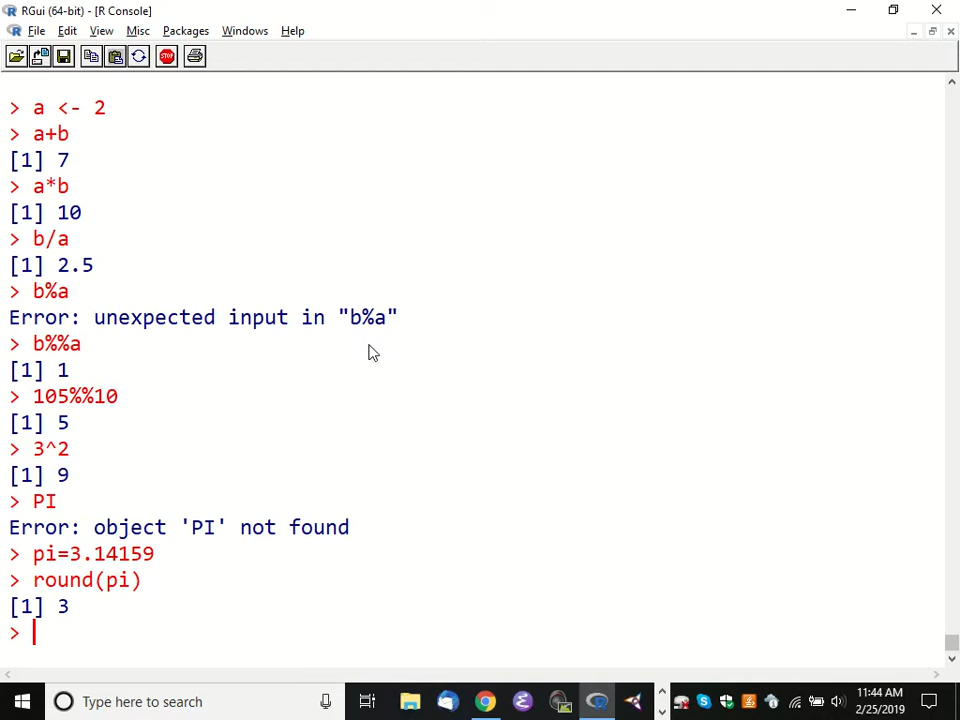 RGui (64-bit) - [R Console]
File Edit View Misc Packages Windows Help
STOP
> a <- 2
> a+b
[1] 7
> a*b
[1] 10
> b/a
[1] 2.5
> b%a
Error: unexpected input in "b%a"
> b%%a
[1] 1
> 105%%10
[1] 5
> 3^2
[1] 9
> PI
Error: object 'PI' not found
> pi=3.14159
> round(pi)
[1] 3
>
Type here to search
11:44 AM
2/25/2019